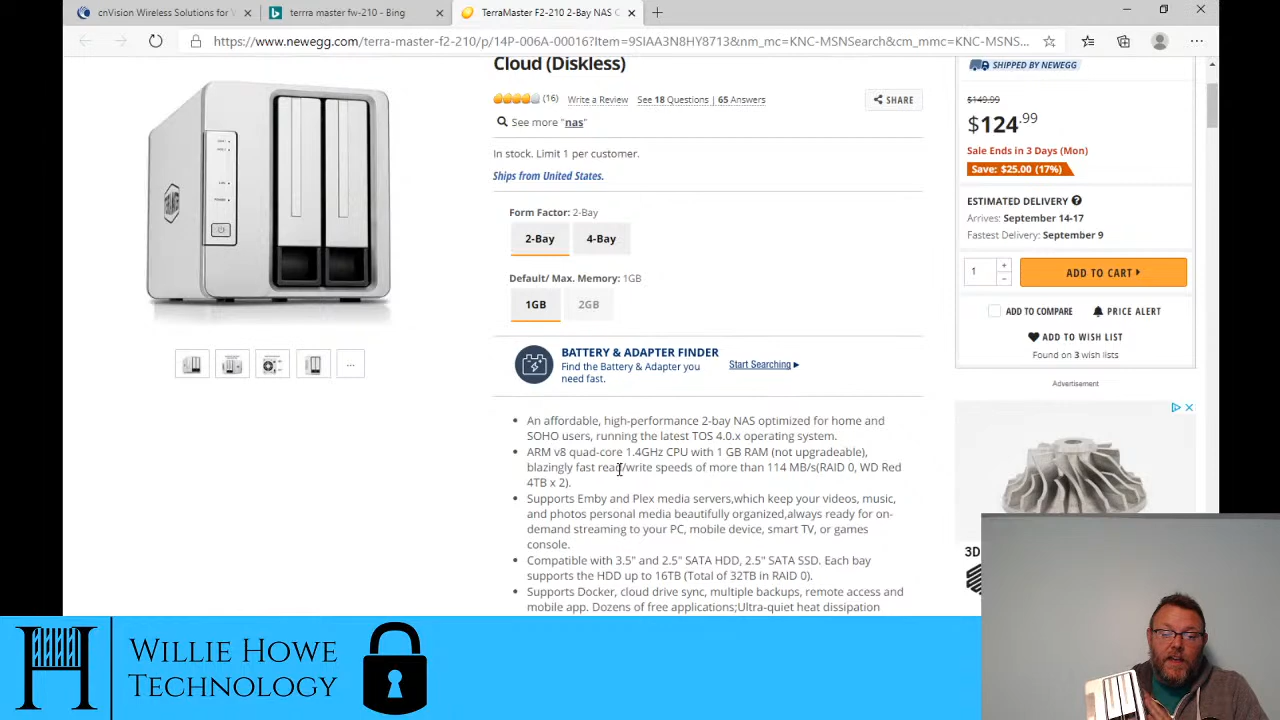 cnVision Wireless Solutions for V
terra master fw-210 - Bing
TerraMaster F2-210 2-Bay NAS C
https://www.newegg.com/terra-master-f2-210/p/14P-006A-00016?Item=9SIAA3N8HY8713&nm_mc=KNC-MSNSearch&cm_mmc=KNC-MSNS...
Cloud (Diskless)
(16) Write a Review See 18 Questions | 65 Answers
SHARE
See more "nas"
In stock. Limit 1 per customer.
Ships from United States.
Form Factor: 2-Bay
2-Bay 4-Bay
Default/ Max. Memory: 1GB
1GB 2GB
BATTERY & ADAPTER FINDER
Find the Battery & Adapter you
need fast.
Start Searching
An affordable, high-performance 2-bay NAS optimized for home and
SOHO users, running the latest TOS 4.0.x operating system.
ARM v8 quad-core 1.4GHz CPU with 1 GB RAM (not upgradeable),
blazingly fast read/write speeds of more than 114 MB/s(RAID 0, WD Red
4TB x 2).
Supports Emby and Plex media servers,which keep your videos, music,
and photos personal media beautifully organized,always ready for on-
demand streaming to your PC, mobile device, smart TV, or games
console.
Compatible with 3.5" and 2.5" SATA HDD, 2.5" SATA SSD. Each bay
supports the HDD up to 16TB (Total of 32TB in RAID 0).
Supports Docker, cloud drive sync, multiple backups, remote access and
mobile app. Dozens of free applications;Ultra-quiet heat dissipation
SHIPPED BY NEWEGG
$149.99
$124.99
Sale Ends in 3 Days (Mon)
Save: $25.00 (17%)
ESTIMATED DELIVERY
Arrives: September 14-17
Fastest Delivery: September 9
1
ADD TO CART
ADD TO COMPARE
PRICE ALERT
ADD TO WISH LIST
Found on 3 wish lists
Advertisement
3D
H
WILLIE HOWE
TECHNOLOGY